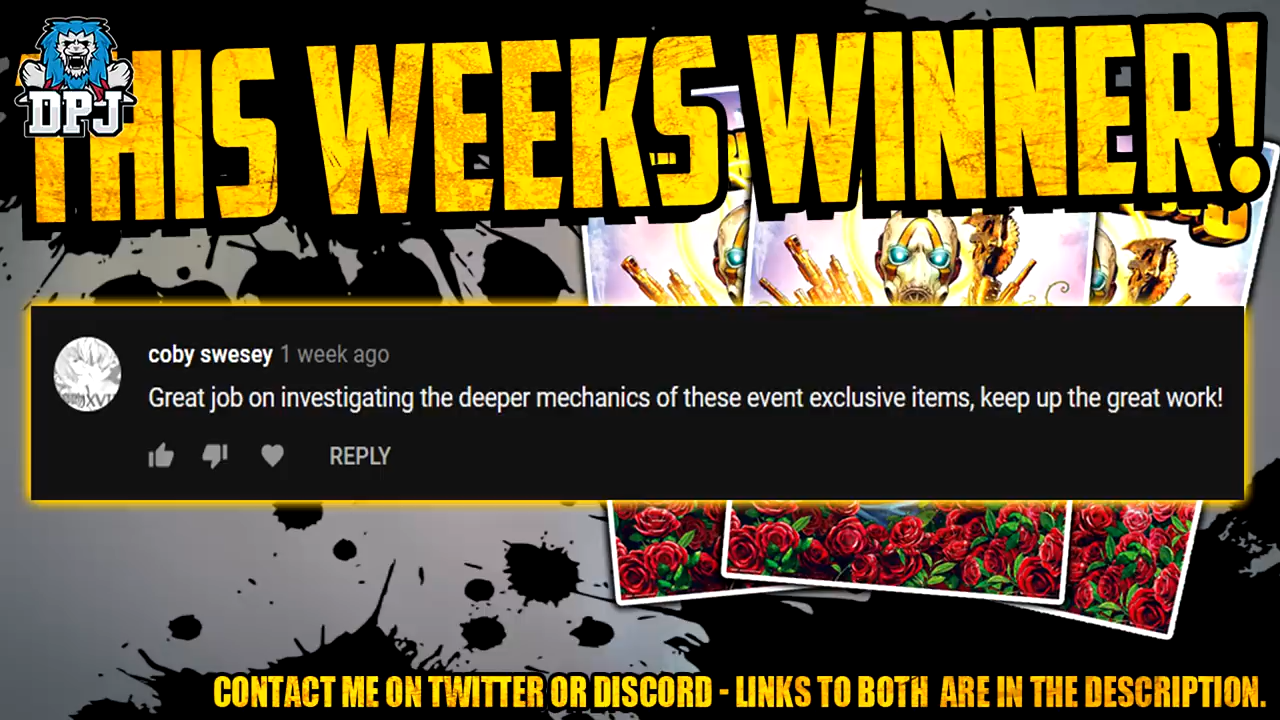 THIS WEEKS WINNER!
DPJ
coby swesey 1 week ago
Great job on investigating the deeper mechanics of these event exclusive items, keep up the great work!
REPLY
CONTACT ME ON TWITTER OR DISCORD - LINKS TO BOTH ARE IN THE DESCRIPTION.